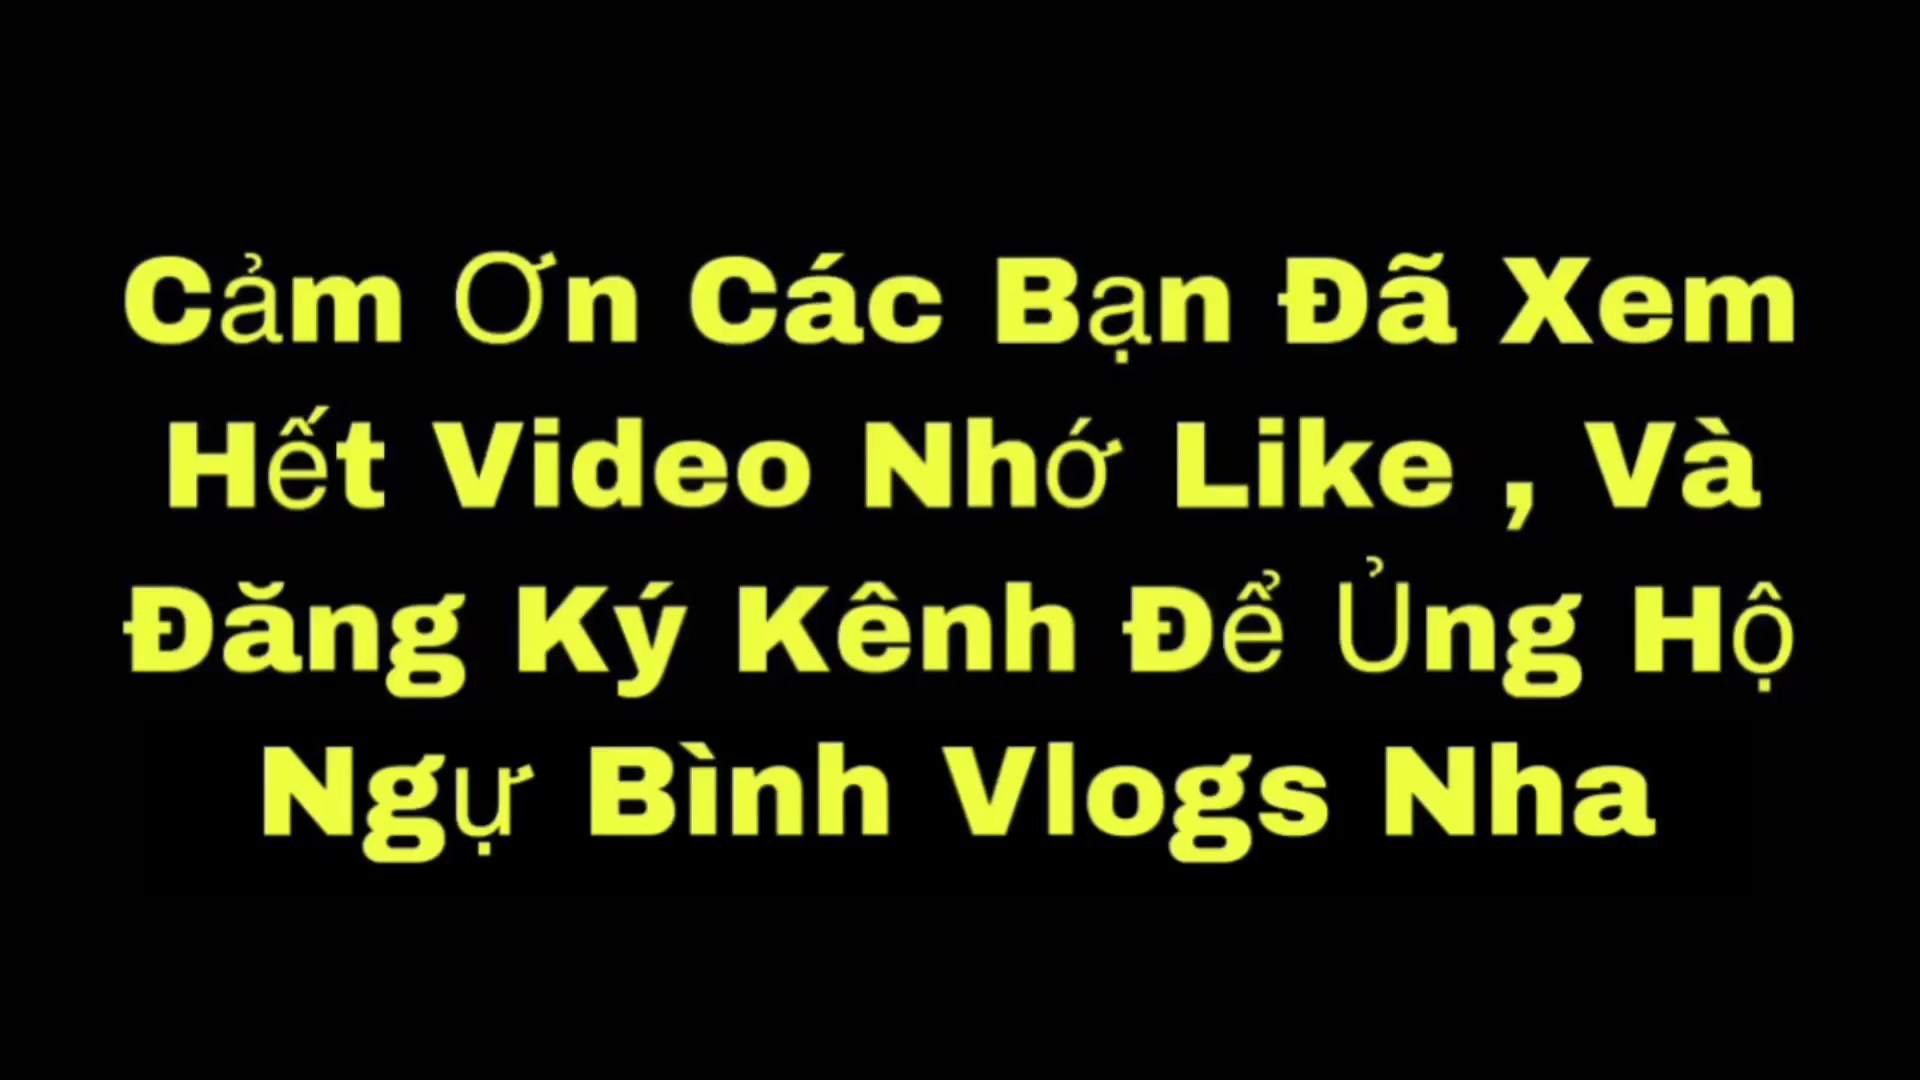 Cảm Ơn Các Bạn Đã Xem
Hết Video Nhớ Like , Và
Đăng Ký Kênh Để Ủng Hộ
Ngự Bình Vlogs Nha